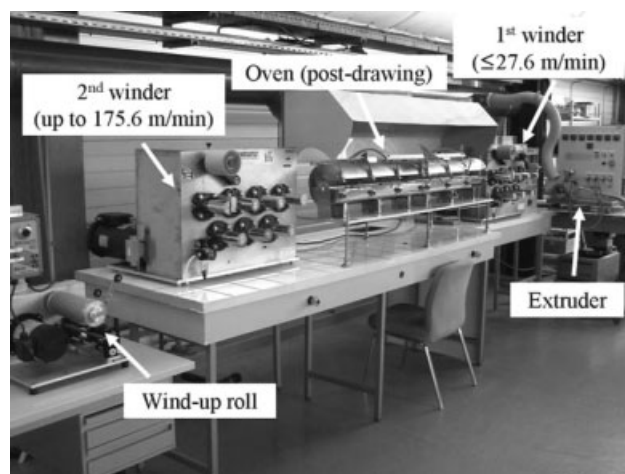 1st winder
(≤27.6 m/min)
Oven (post-drawing)
2nd winder
(up to 175.6 m/min)
Extruder
Wind-up roll